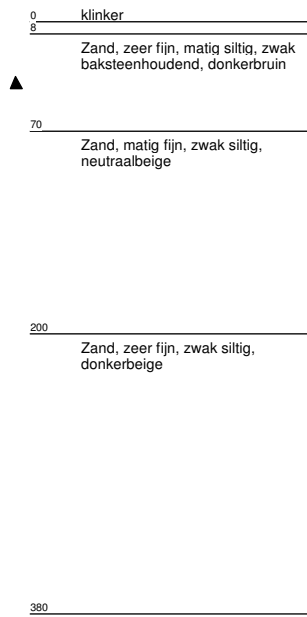 0 klinker
8
Zand, zeer fijn, matig siltig, zwak
baksteenhoudend, donkerbruin
70
Zand, matig fijn, zwak siltig,
neutraalbeige
200
Zand, zeer fijn, zwak siltig,
donkerbeige
380